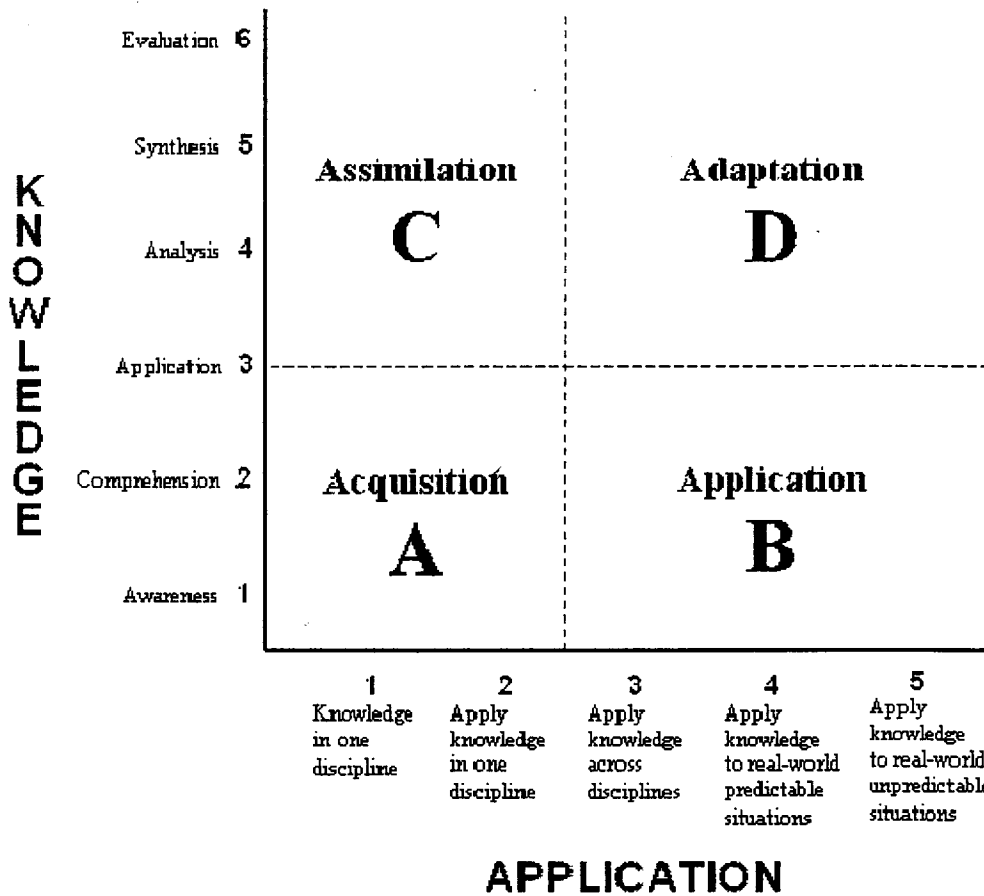 Evaluation 6
Synthesis 5
Assimilation
Adaptation
C
D
Analysis 4
KNOWLEDGE
Application 3
Comprehension 2
Acquisition
Application
A
B
Awareness 1
1
2
3
4
5
Knowledge
in one
discipline
Apply
knowledge
in one
discipline
Apply
knowledge
across
disciplines
Apply
knowledge
to real-world
predictable
situations
Apply
knowledge
to real-world
unpredictable
situations
APPLICATION